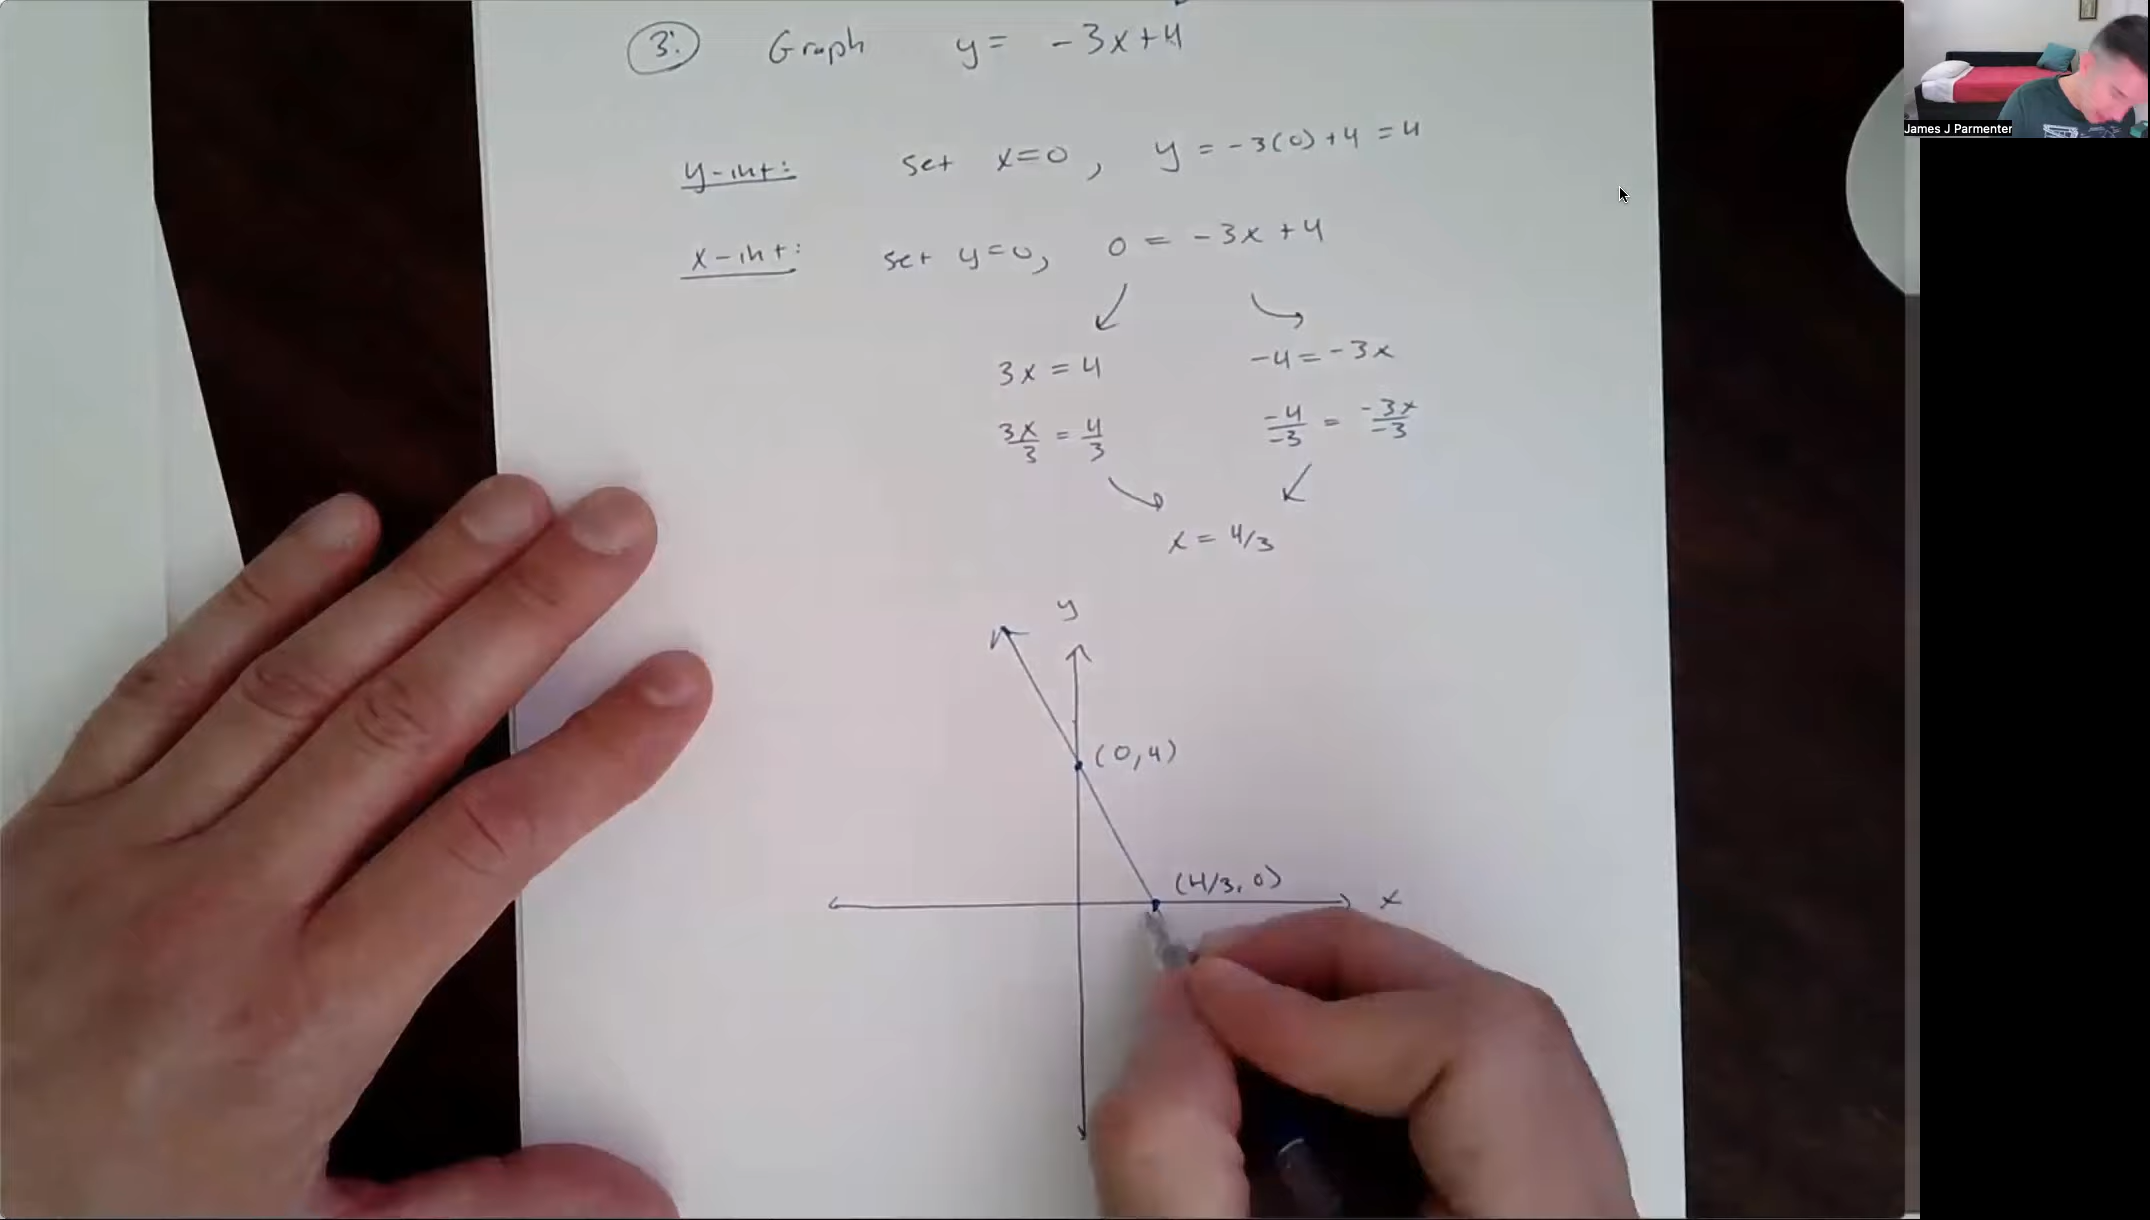 3. Graph y = -3x+4
y-int: set x=0, y = -3(0)+4 = 4
x-int: set y=0, 0 = -3x+4
3x = 4 -4 = -3x
3x/3 = 4/3 -4/-3 = -3x/-3
x = 4/3
y
(0,4)
(4/3, 0)
x
James J Parmenter